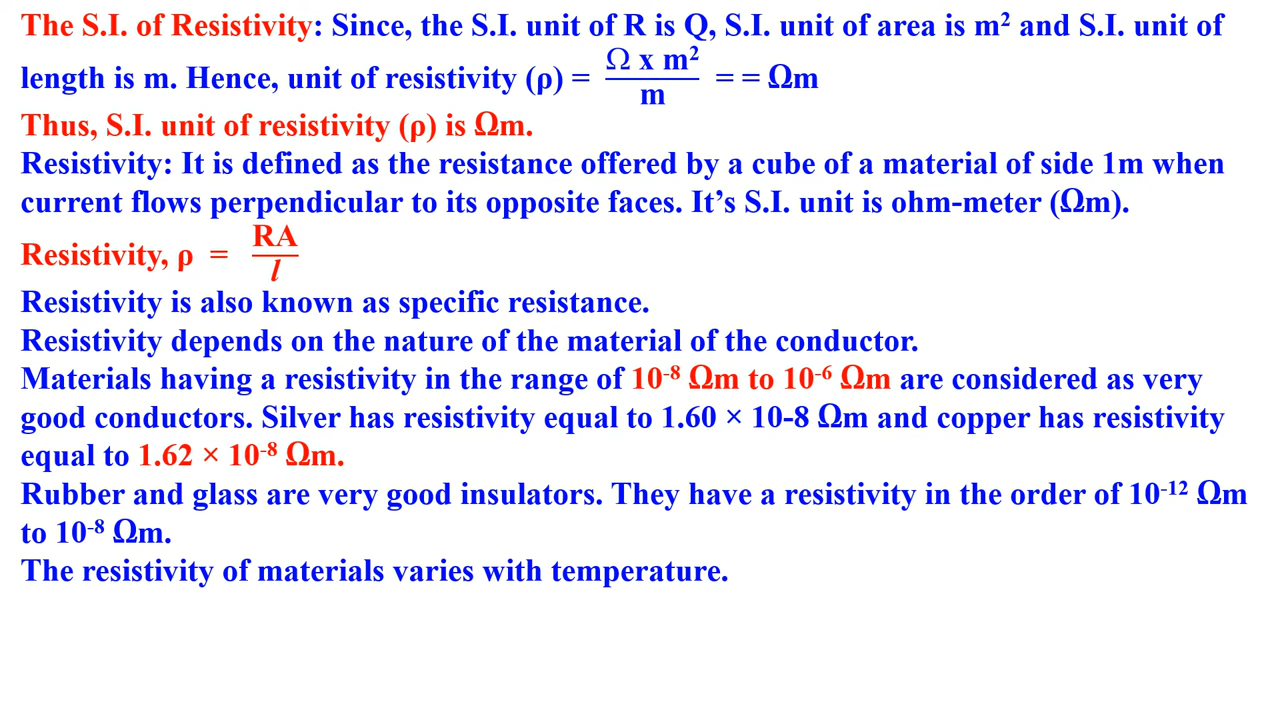 The S.I. of Resistivity: Since, the S.I. unit of R is Q, S.I. unit of area is m² and S.I. unit of
length is m. Hence, unit of resistivity (ρ) = Ω x m² / m = = Ωm
Thus, S.I. unit of resistivity (ρ) is Ωm.
Resistivity: It is defined as the resistance offered by a cube of a material of side 1m when
current flows perpendicular to its opposite faces. It’s S.I. unit is ohm-meter (Ωm).
Resistivity, ρ = RA / l
Resistivity is also known as specific resistance.
Resistivity depends on the nature of the material of the conductor.
Materials having a resistivity in the range of 10⁻⁸ Ωm to 10⁻⁶ Ωm are considered as very
good conductors. Silver has resistivity equal to 1.60 × 10-8 Ωm and copper has resistivity
equal to 1.62 × 10⁻⁸ Ωm.
Rubber and glass are very good insulators. They have a resistivity in the order of 10⁻¹² Ωm
to 10⁻⁸ Ωm.
The resistivity of materials varies with temperature.